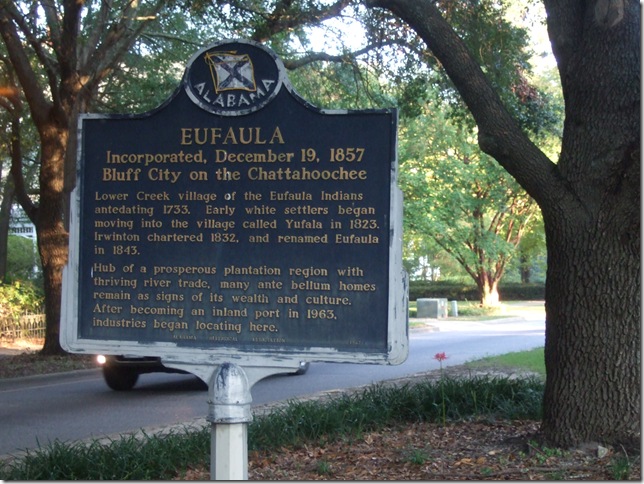 ALABAMA
EUFAULA
Incorporated, December 19, 1857
Bluff City on the Chattahoochee
Lower Creek village of the Eufaula Indians
antedating 1733. Early white settlers began
moving into the village called Yufala in 1823.
Irwinton chartered 1832, and renamed Eufaula
in 1843.
Hub of a prosperous plantation region with
thriving river trade, many ante bellum homes
remain as signs of its wealth and culture.
After becoming an inland port in 1963,
industries began locating here.